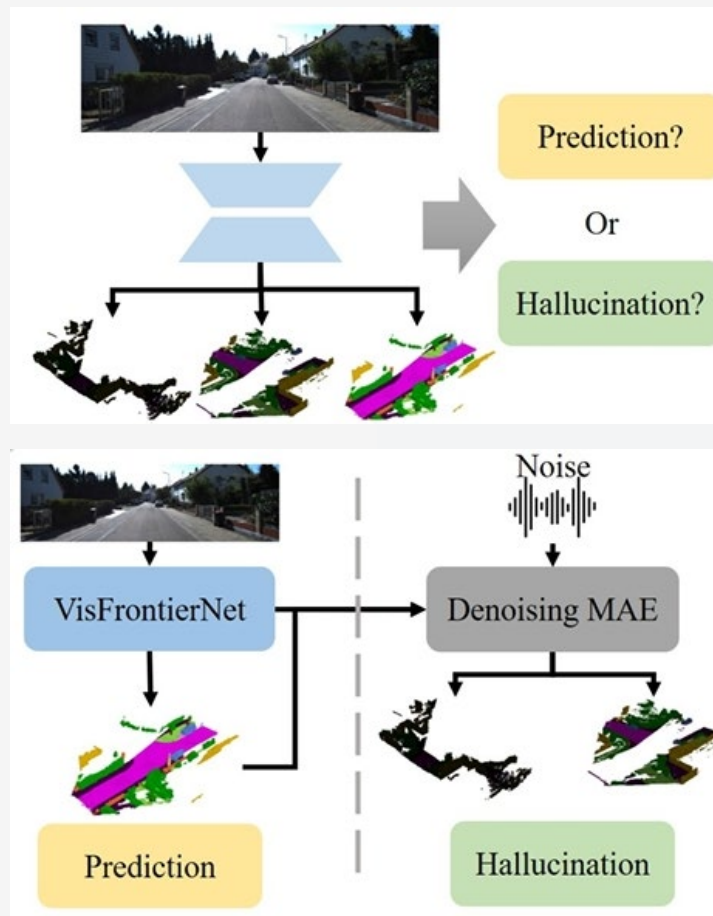 Prediction?
Or
Hallucination?
Noise
VisFrontierNet
Denoising MAE
Prediction
Hallucination